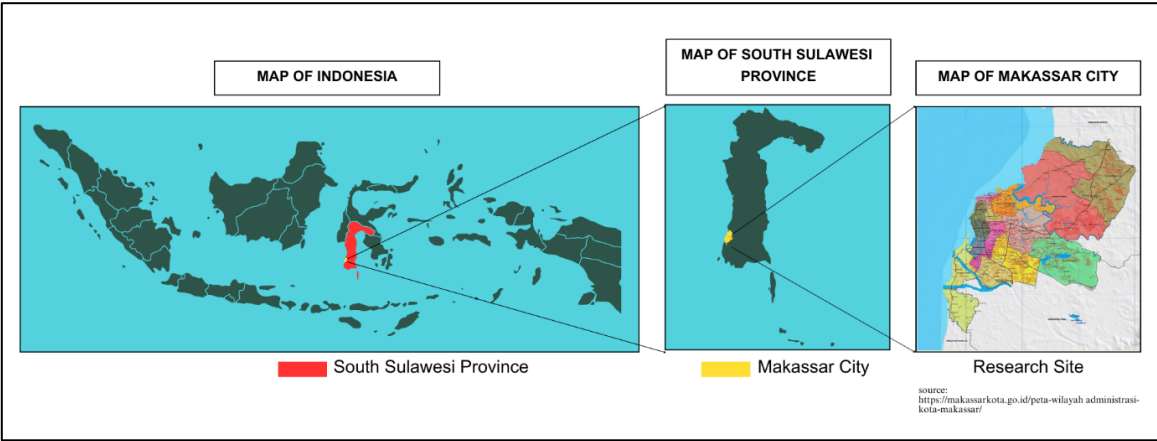 MAP OF INDONESIA
MAP OF SOUTH SULAWESI
PROVINCE
MAP OF MAKASSAR CITY
South Sulawesi Province
Makassar City
Research Site
source:
https://makassarkota.go.id/peta-wilayah administrasi-
kota-makassar/